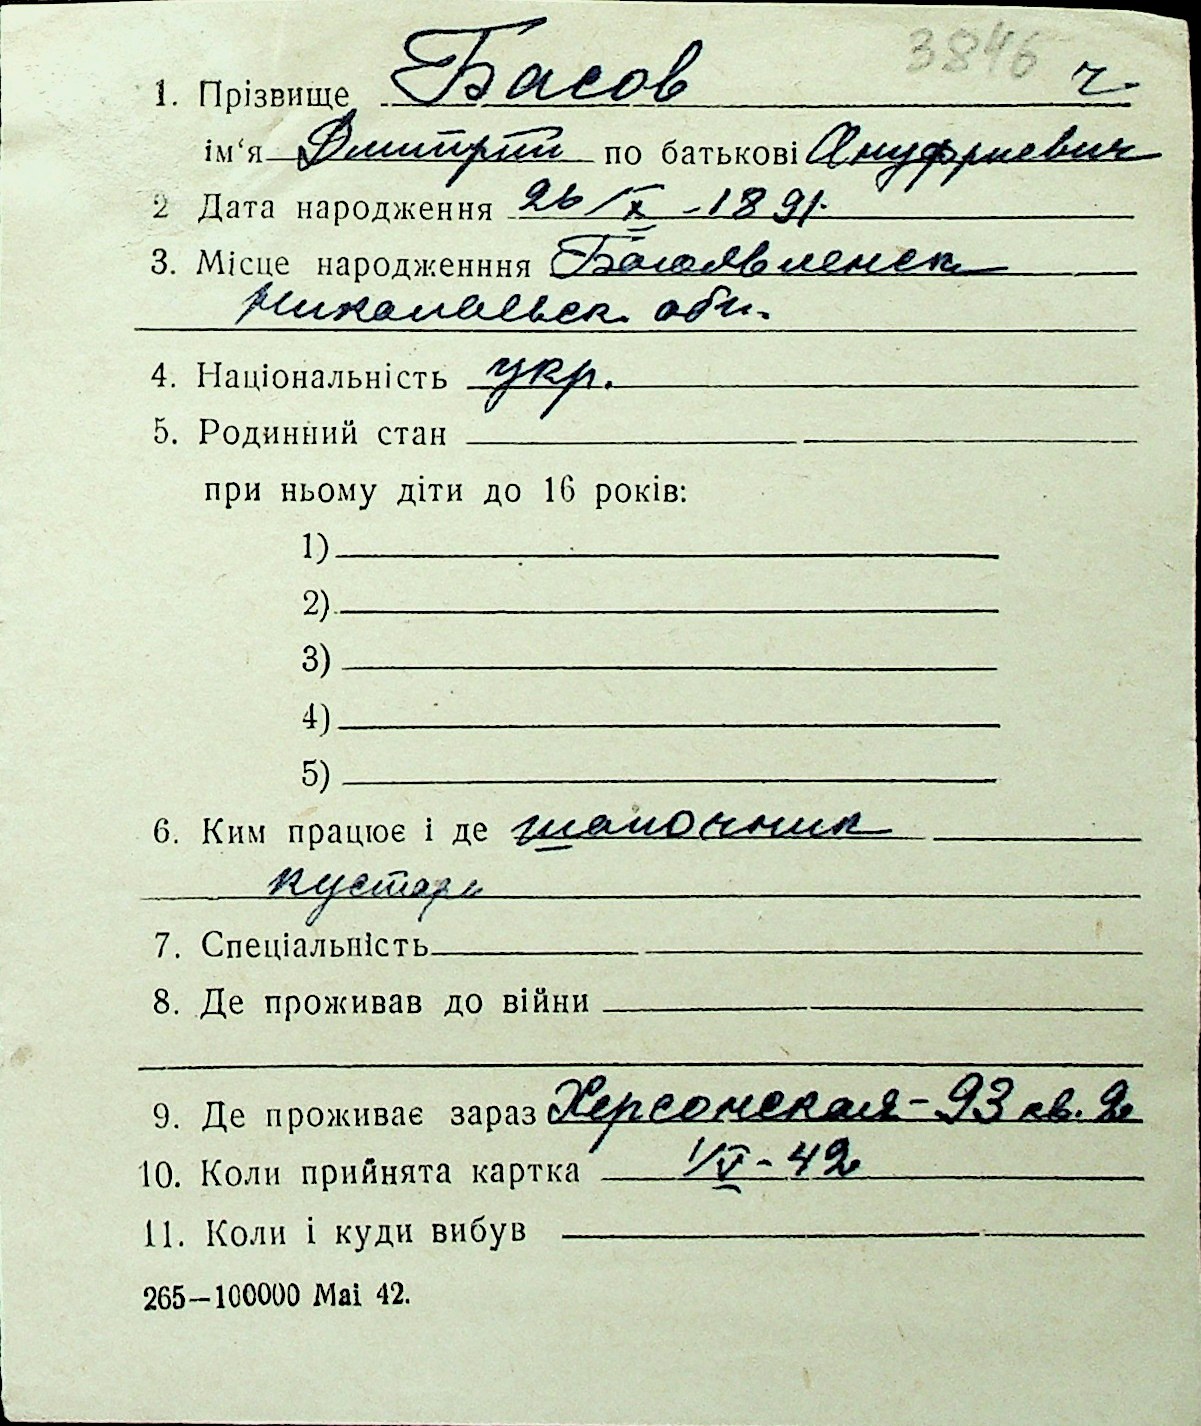 3846
1. Прізвище Басов ч.
ім‘я Дмитрий по батькові Ануфриевич
2 Дата народження 26/X - 1891.
3. Місце народженння Богоявленск
Николаевск. обл.
4. Національність укр.
5. Родинний стан
при ньому діти до 16 років:
1)
2)
3)
4)
5)
6. Ким працює і де шапочник
кустарь
7. Спеціальність
8. Де проживав до війни
9. Де проживає зараз Херсонская - 93 кв. 2
10. Коли прийнята картка 1/V - 42
11. Коли і куди вибув
265—100000 Mai 42.